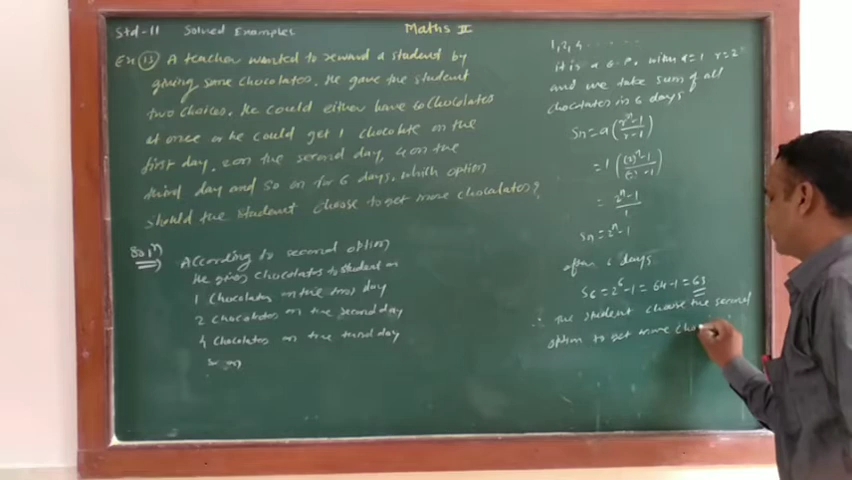 Std-11 Solved Examples Maths II
Ex (13) A teacher wanted to reward a student by
giving some chocolates. He gave the student
two choices. He could either have 60 chocolates
at once or he could get 1 chocolate on the
first day, 2 on the second day, 4 on the
third day and so on for 6 days. which option
should the student choose to get more chocolates?
Solⁿ
According to second option
He gives chocolates to student on
1 chocolates on the first day
2 chocolates on the second day
4 chocolates on the third day
so on
1, 2, 4 ......
it is a G.P. with a=1 r=2
and we take sum of all
chocolates in 6 days
Sn = a(rⁿ-1/r-1)
= 1((2)ⁿ-1/(2)-1)
= 2ⁿ-1/1
Sn = 2ⁿ-1
after 6 days
S6 = 2⁶-1 = 64-1 = 63
∴ the student choose the second
option to get more cho